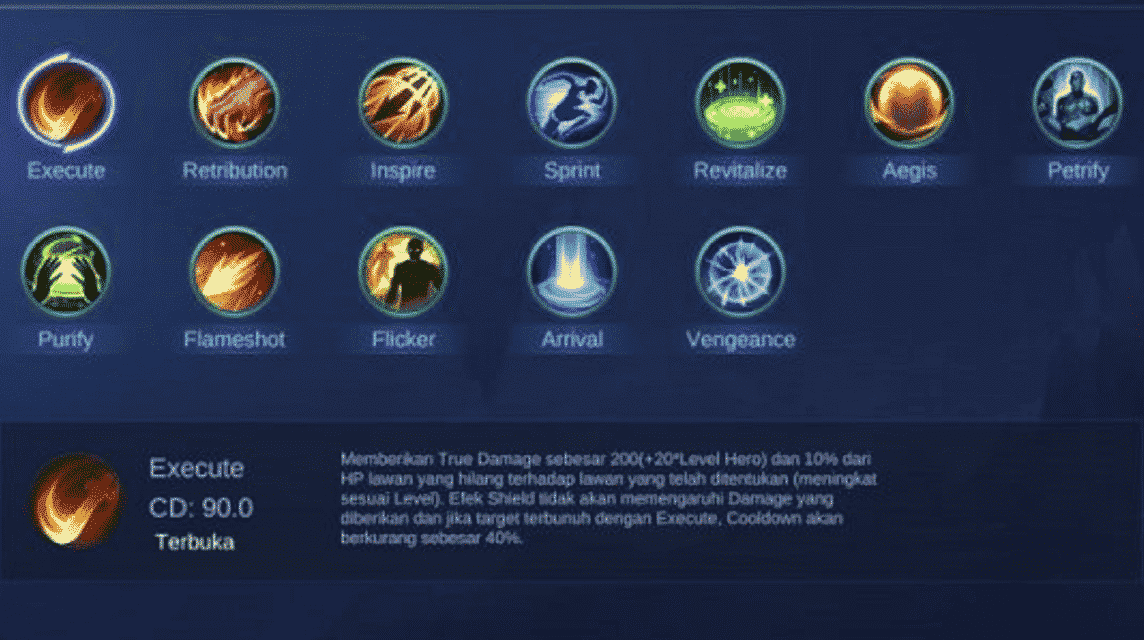 Execute Retribution Inspire Sprint Revitalize Aegis Petrify
Purify Flameshot Flicker Arrival Vengeance
Execute
CD: 90.0
Terbuka
Memberikan True Damage sebesar 200(+20*Level Hero) dan 10% dari
HP lawan yang hilang terhadap lawan yang telah ditentukan (meningkat
sesuai Level). Efek Shield tidak akan memengaruhi Damage yang
diberikan dan jika target terbunuh dengan Execute, Cooldown akan
berkurang sebesar 40%.